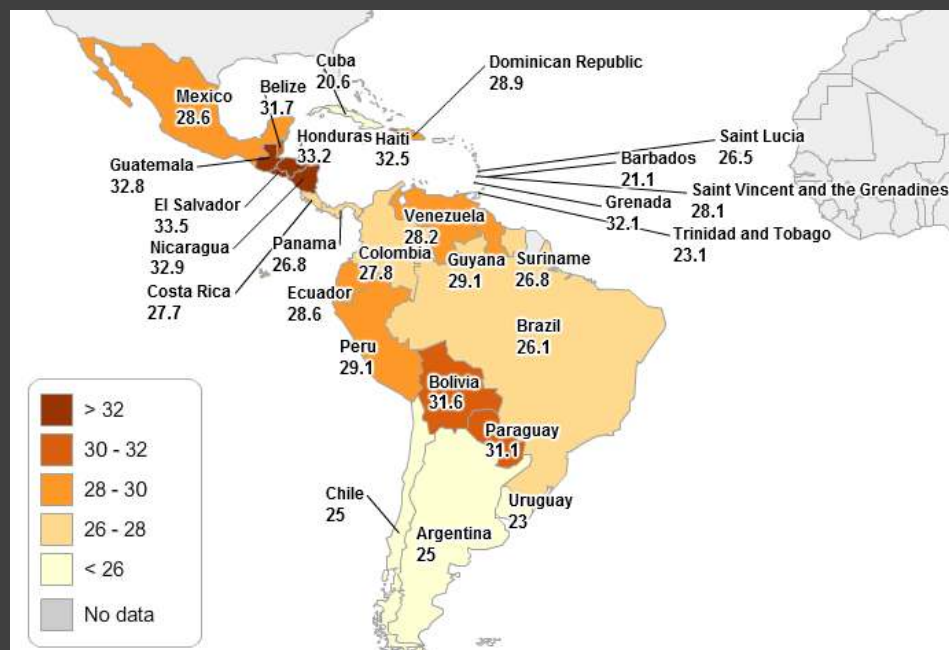 Cuba
20.6
Dominican Republic
28.9
Belize
31.7
Mexico
28.6
Honduras
33.2
Haiti
32.5
Saint Lucia
26.5
Barbados
21.1
Guatemala
32.8
Saint Vincent and the Grenadines
28.1
El Salvador
33.5
Grenada
32.1
Venezuela
28.2
Trinidad and Tobago
23.1
Nicaragua
32.9
Panama
26.8
Colombia
27.8
Guyana
29.1
Suriname
26.8
Costa Rica
27.7
Ecuador
28.6
Brazil
26.1
Peru
29.1
Bolivia
31.6
Paraguay
31.1
Chile
25
Uruguay
23
Argentina
25
> 32
30 - 32
28 - 30
26 - 28
< 26
No data